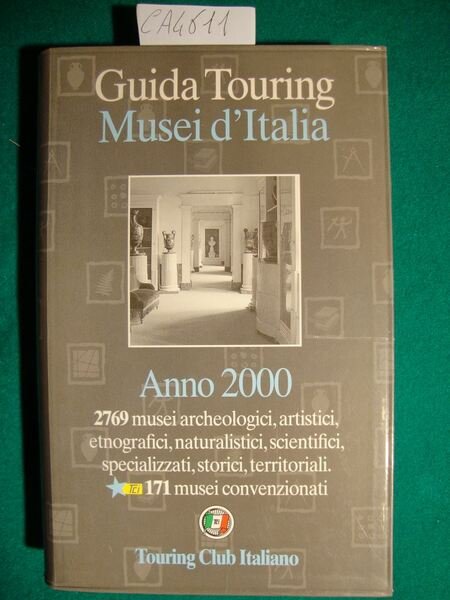 CA4611
Guida Touring
Musei d'Italia
Anno 2000
2769 musei archeologici, artistici,
etnografici, naturalistici, scientifici,
specializzati, storici, territoriali.
TCI 171 musei convenzionati
Touring Club Italiano